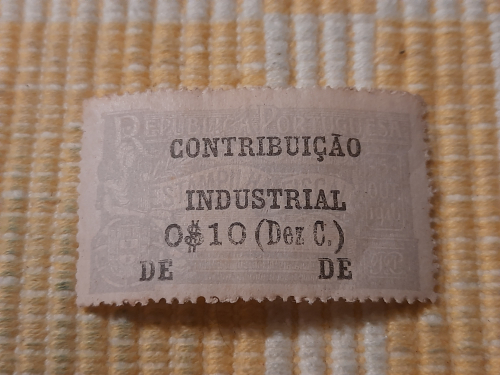 REPUBLICA PORTUGUESA
CONTRIBUIÇÃO
INDUSTRIAL
0$10 (Dez C.)
DE DE